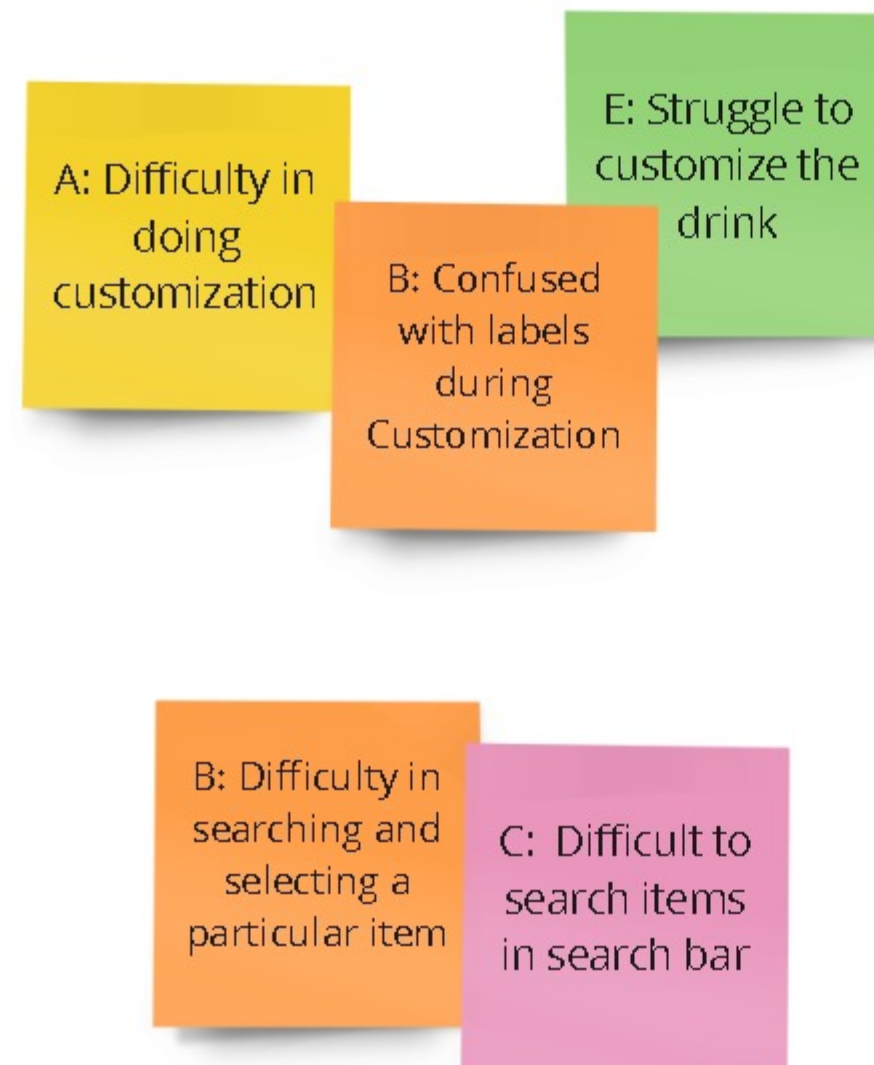 A: Difficulty in
doing
customization
B: Confused
with labels
during
Customization
E: Struggle to
customize the
drink
B: Difficulty in
searching and
selecting a
particular item
C: Difficult to
search items
in search bar